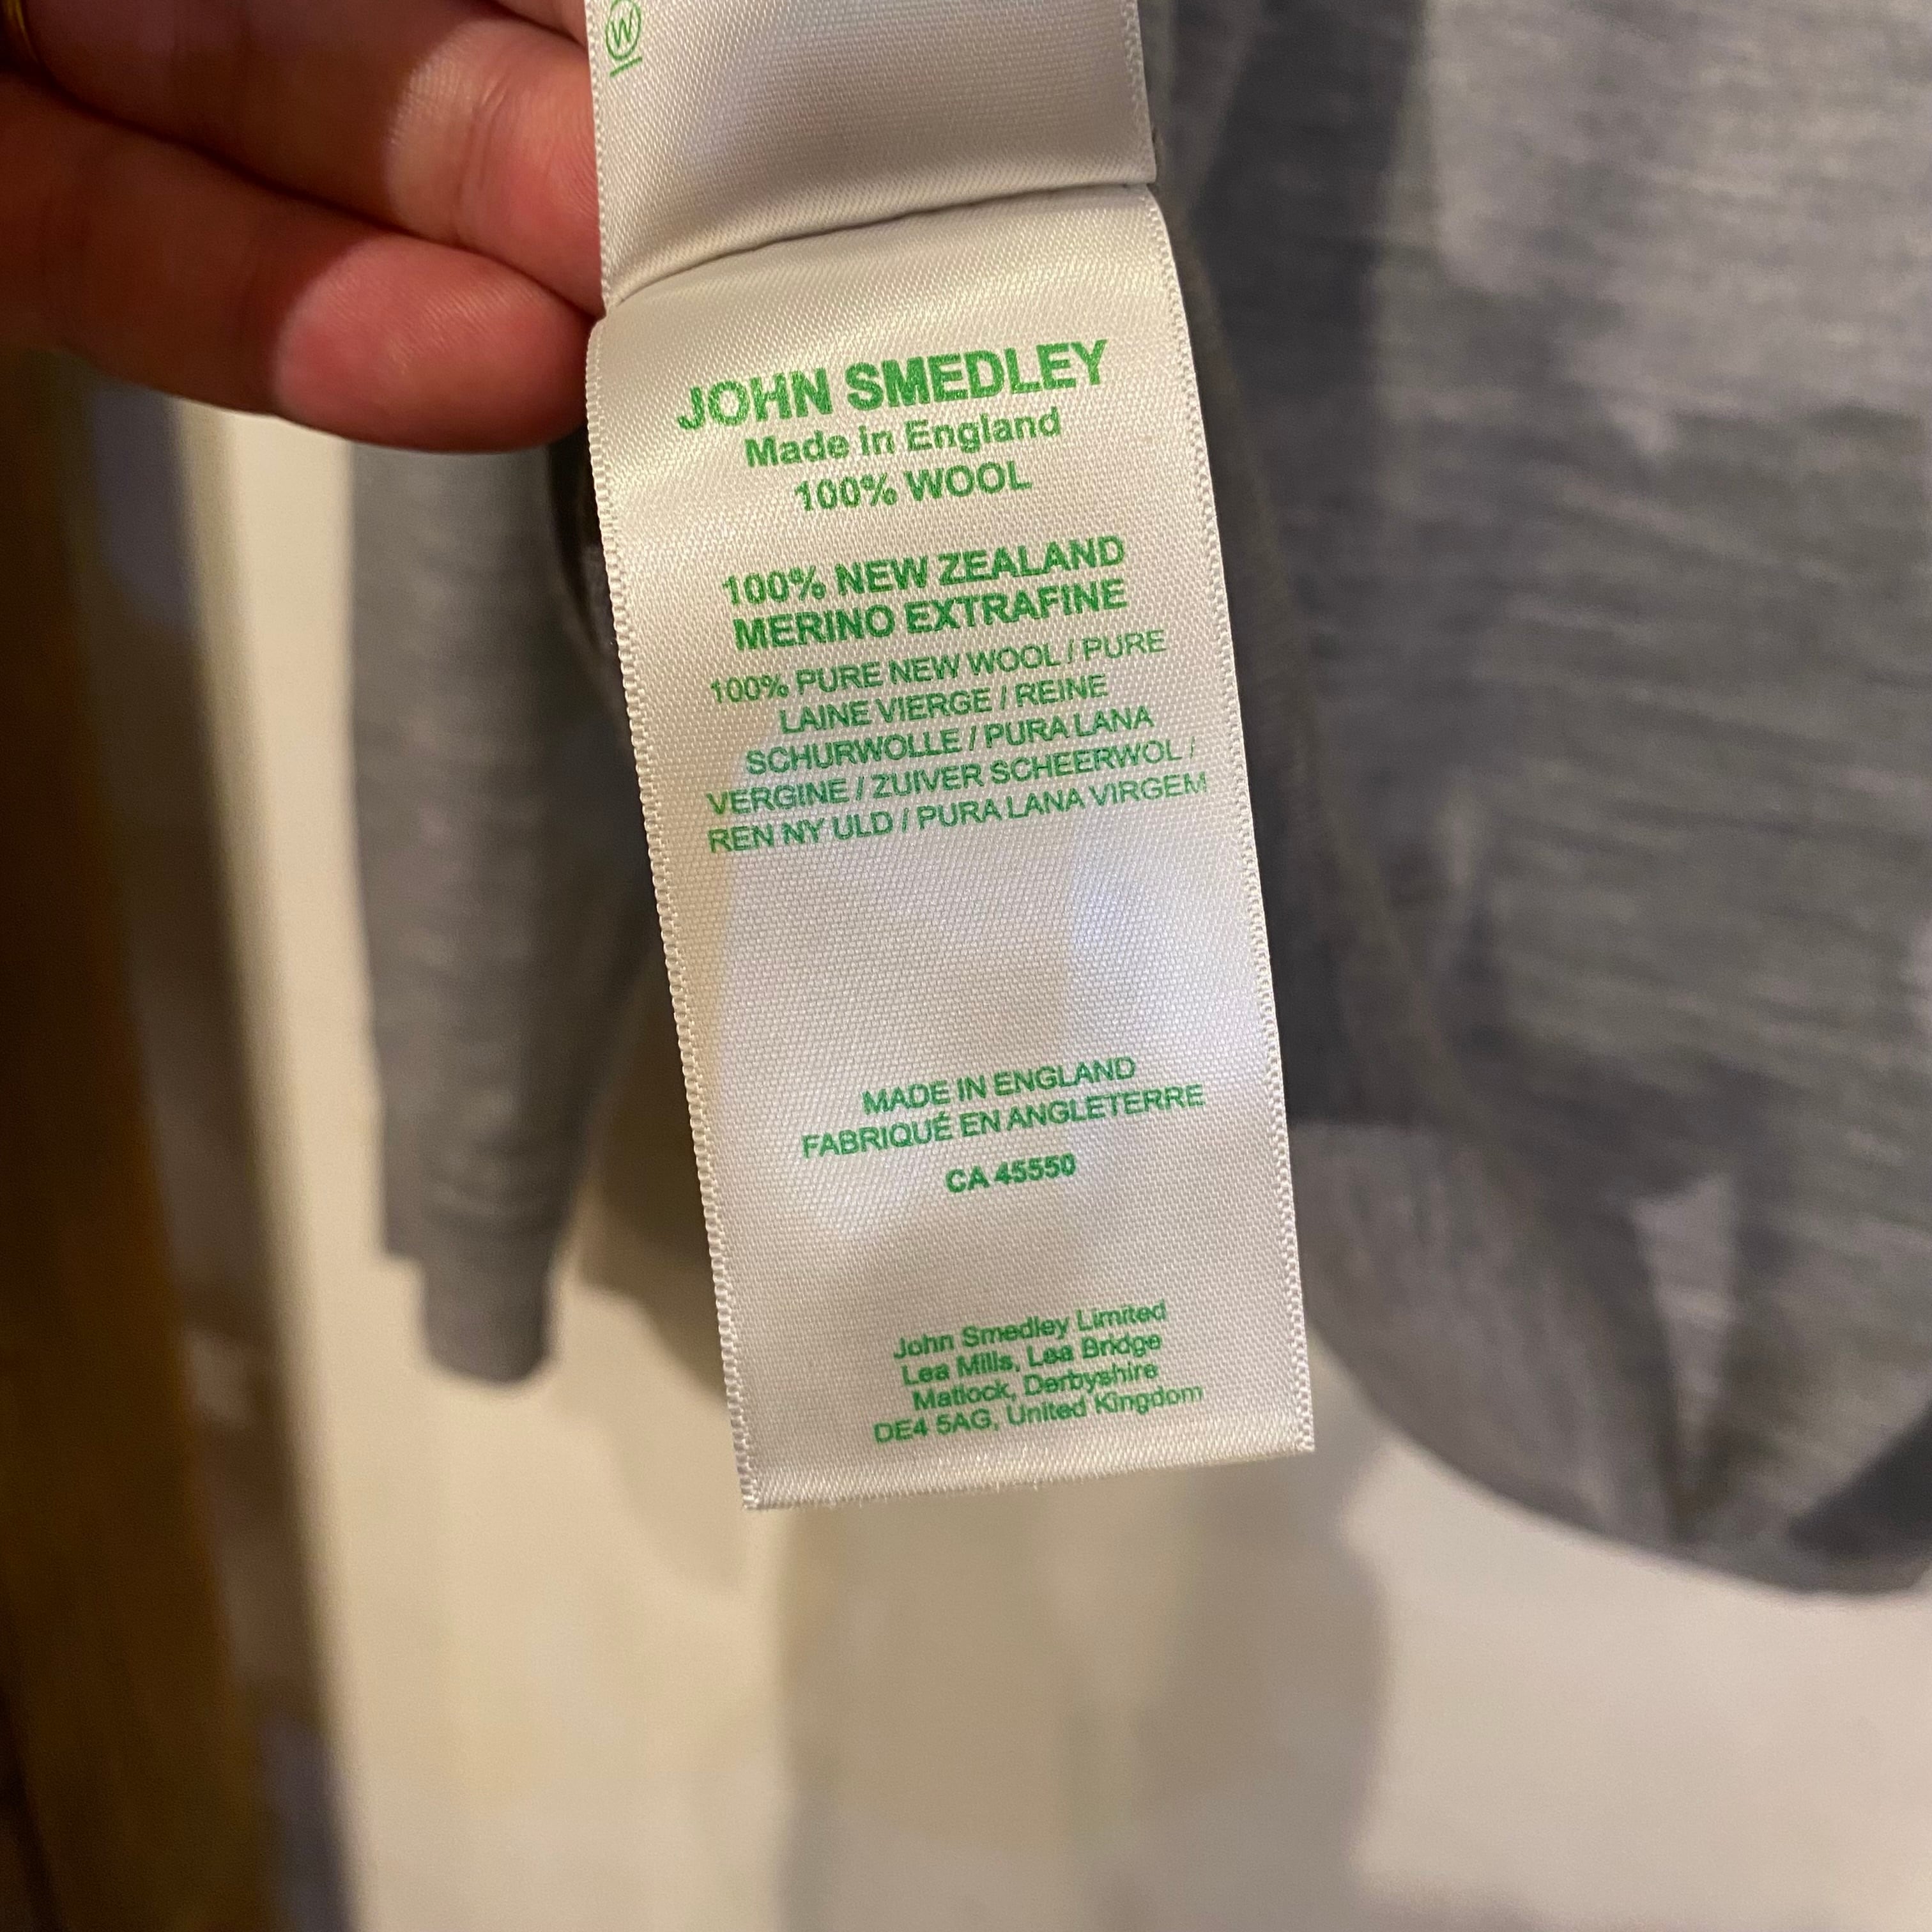 W
JOHN SMEDLEY
Made in England
100% WOOL
100% NEW ZEALAND
MERINO EXTRAFINE
100% PURE NEW WOOL / PURE
LAINE VIERGE / REINE
SCHURWOLLE / PURA LANA
VERGINE / ZUIVER SCHEERWOL /
REN NY ULD / PURA LANA VIRGEM
MADE IN ENGLAND
FABRIQUÉ EN ANGLETERRE
CA 45550
John Smedley Limited
Lea Mills, Lea Bridge
Matlock, Derbyshire
DE4 5AG, United Kingdom